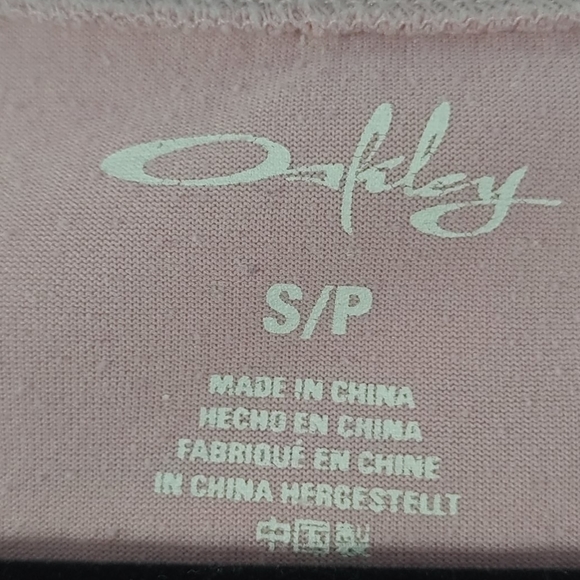 Oakley
S/P
MADE IN CHINA
HECHO EN CHINA
FABRIQUÉ EN CHINE
IN CHINA HERGESTELLT
中国製